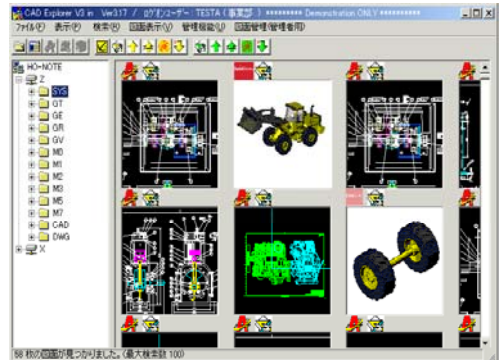 CAD Explorer V3 in Ver3.17 / ログオンユーザー : TESTA ( 事業部 ) ********* Demonstration ONLY **********
ファイル(F) 表示(P) 検索(R) 図面表示(V) 管理機能(U) 図面管理(管理者用)
HO-NOTE
Z
SYS
GT
GE
GR
GV
M0
M1
M2
M3
M5
M7
CAD
DWG
X
58 枚の図面が見つかりました。(最大検索数 100)